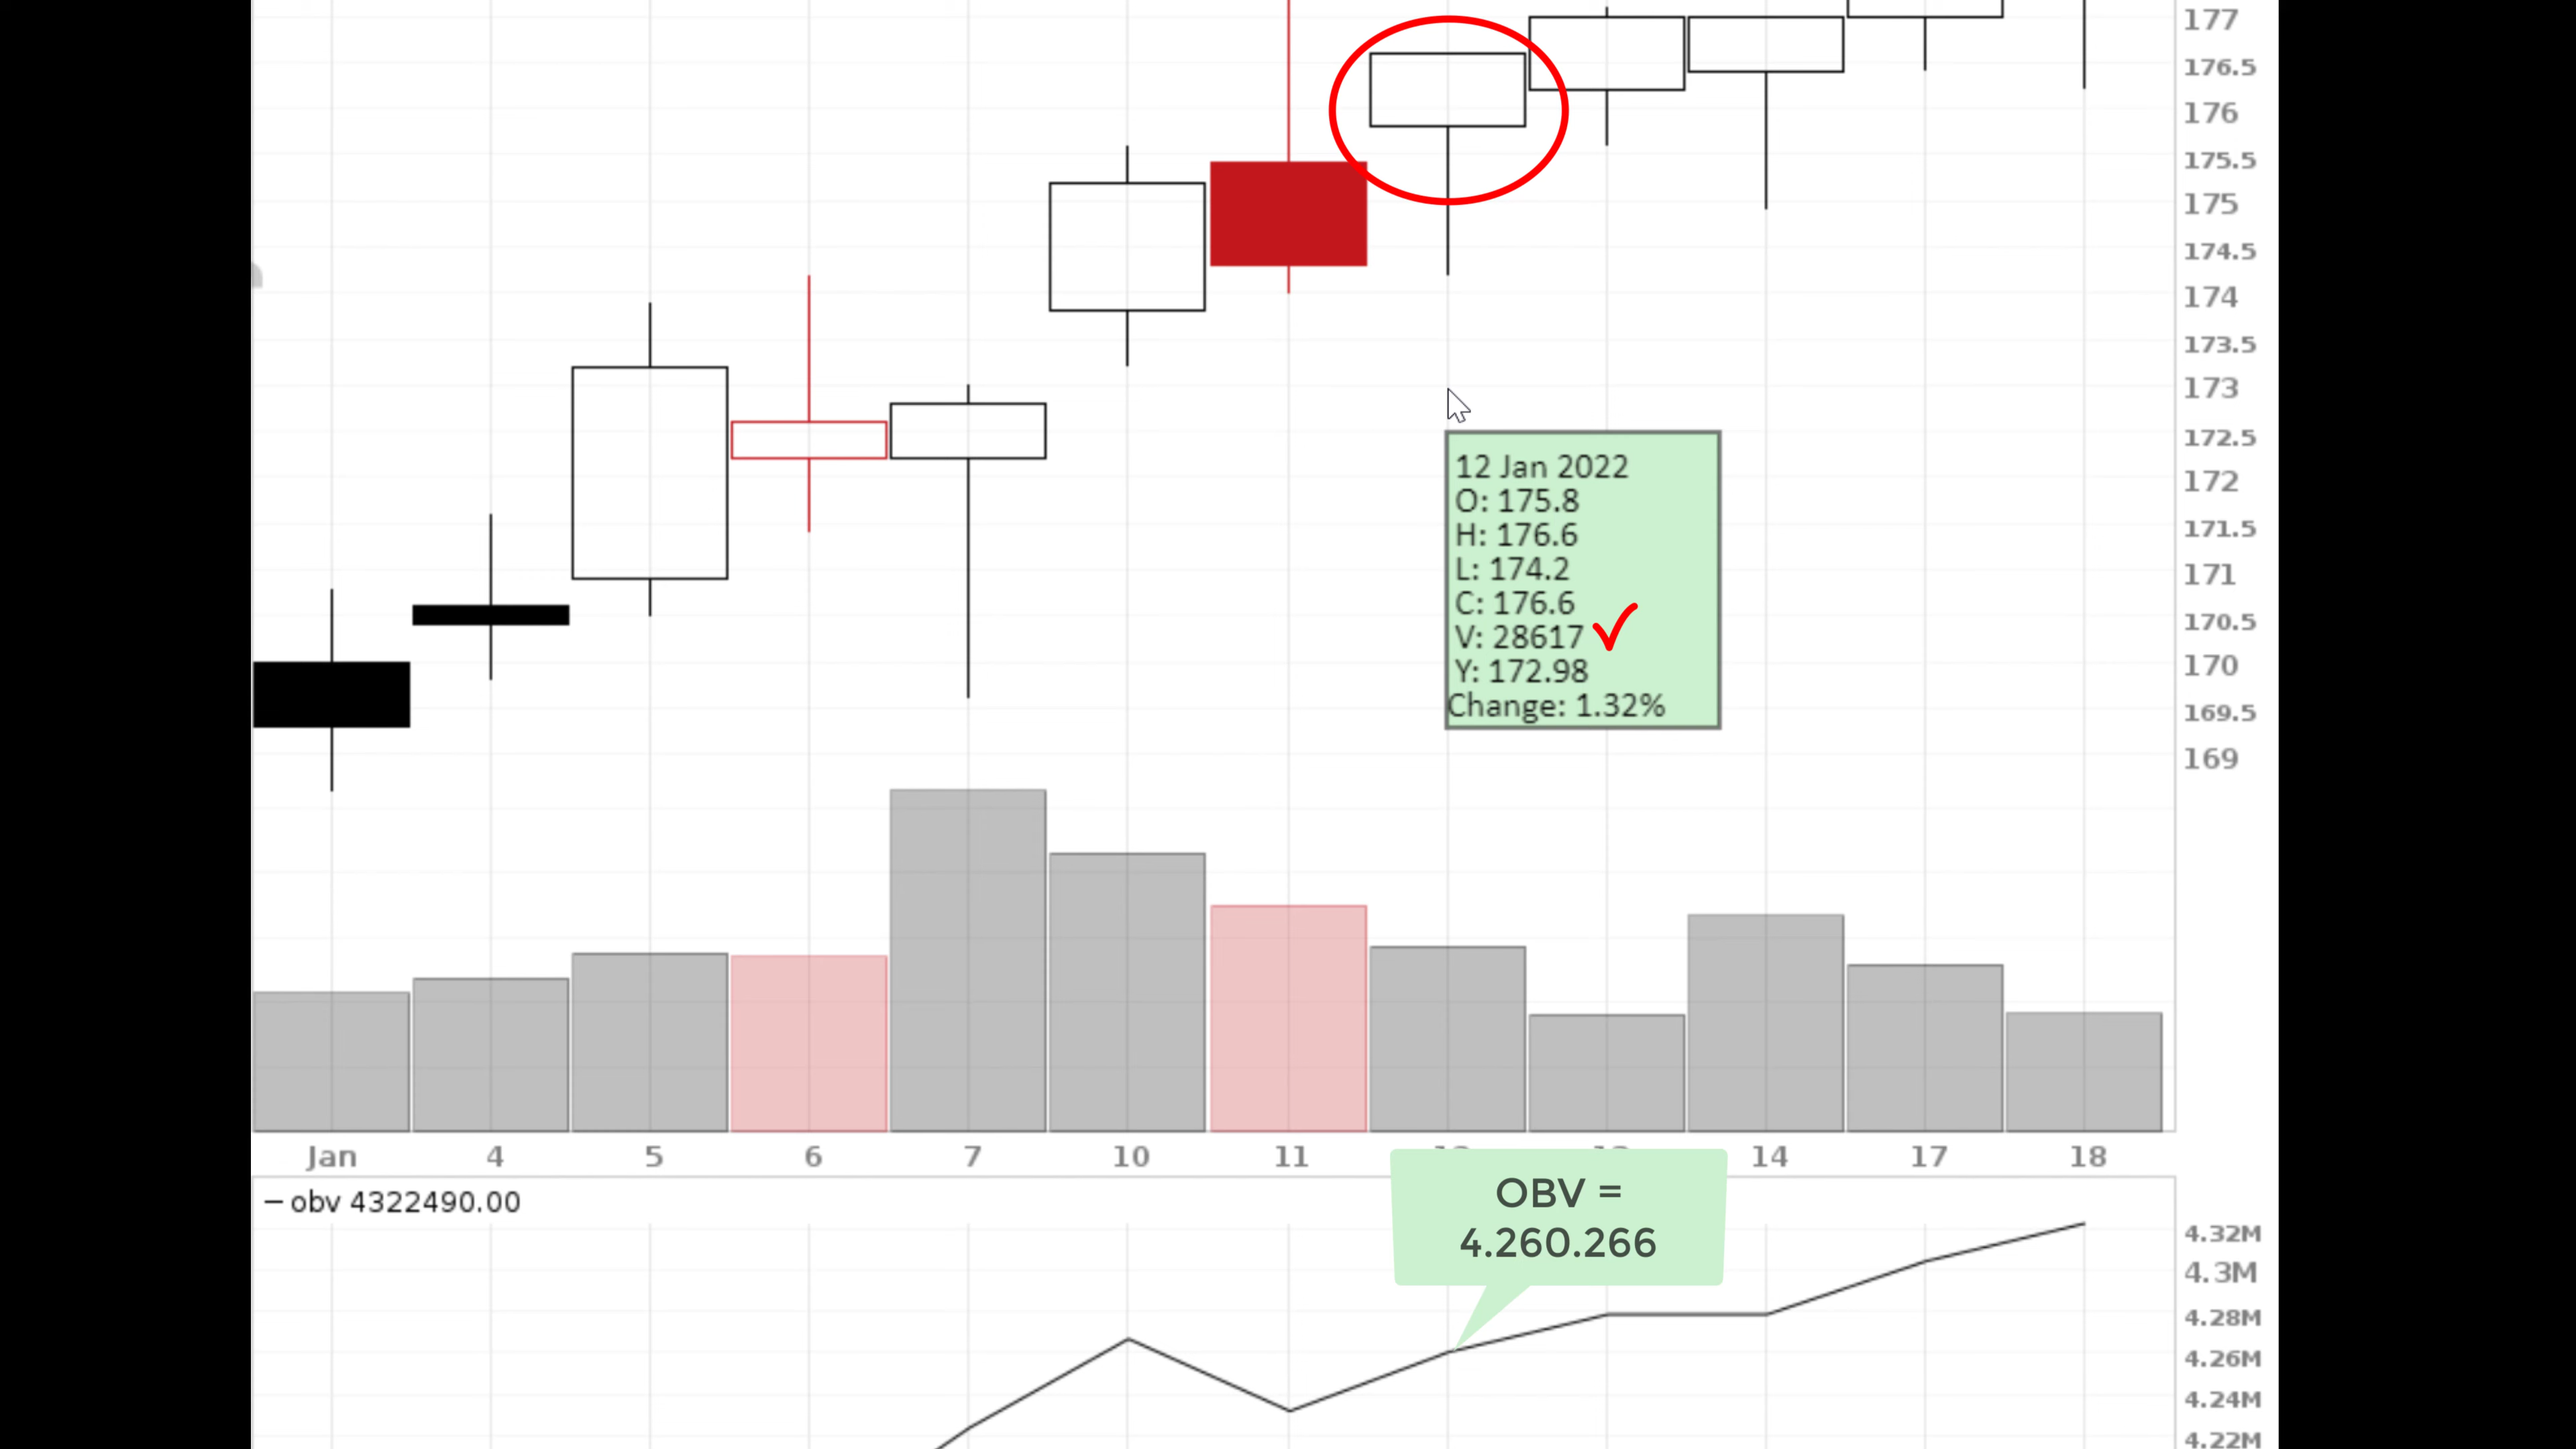 177
176.5
176
175.5
175
174.5
174
173.5
173
172.5
172
171.5
171
170.5
170
169.5
169
12 Jan 2022
O: 175.8
H: 176.6
L: 174.2
C: 176.6
V: 28617
Y: 172.98
Change: 1.32%
Jan 4 5 6 7 10 11 14 17 18
obv 4322490.00
OBV =
4.260.266
4.32M
4.3M
4.28M
4.26M
4.24M
4.22M